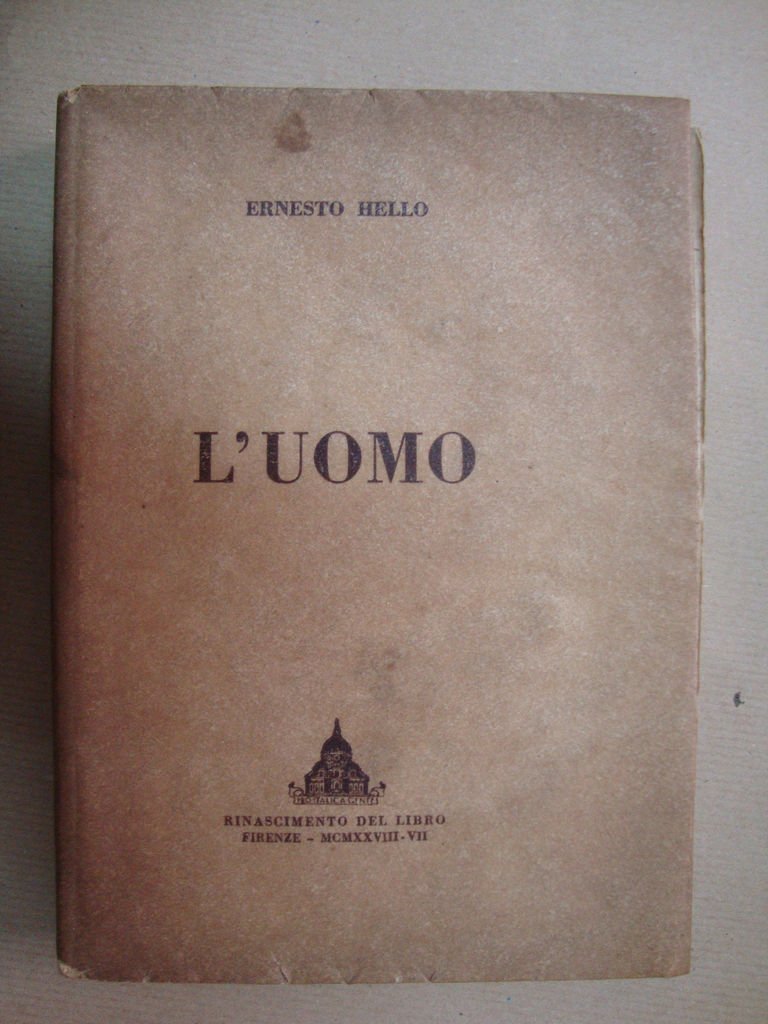 ERNESTO HELLO
L'UOMO
RINASCIMENTO DEL LIBRO
FIRENZE – MCMXXVIII-VII